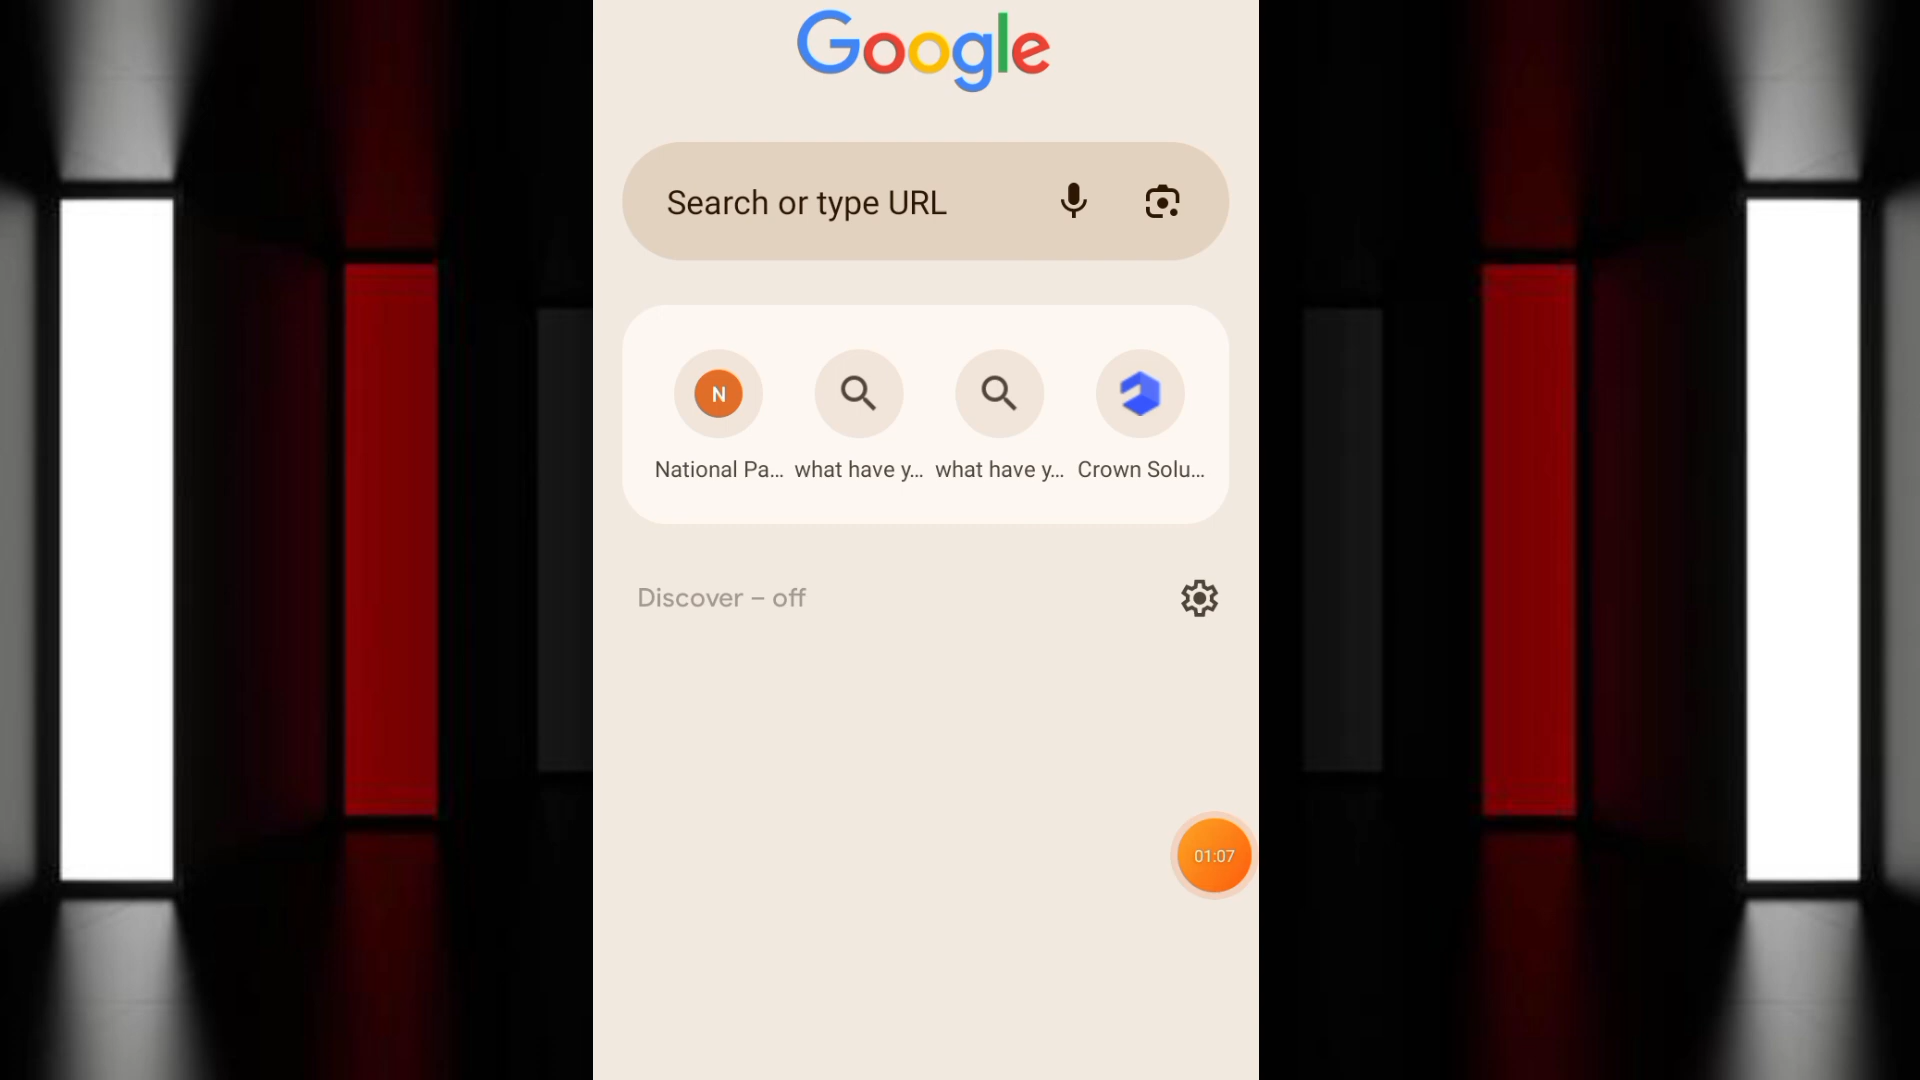 Google
Search or type URL
N
National Pa...
what have y...
what have y...
Crown Solu...
Discover – off
01:07